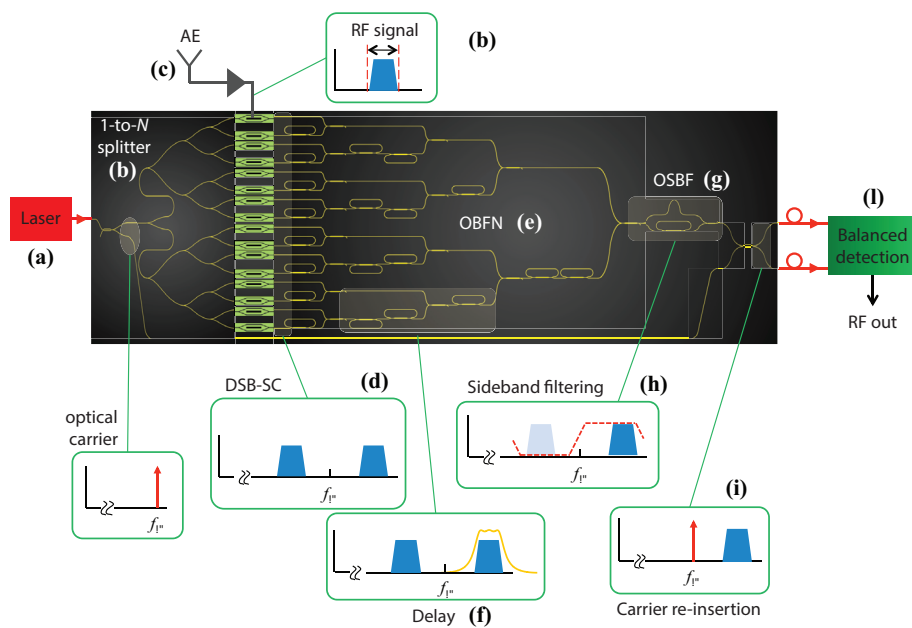 AE
(c)
RF signal
(b)
1-to-N
splitter
(b)
Laser
(a)
OBFN
(e)
OSBF
(g)
(l)
Balanced
detection
RF out
DSB-SC
(d)
f!"
Sideband filtering
(h)
optical
carrier
f!"
f!"
Delay
(f)
(i)
f!"
Carrier re-insertion